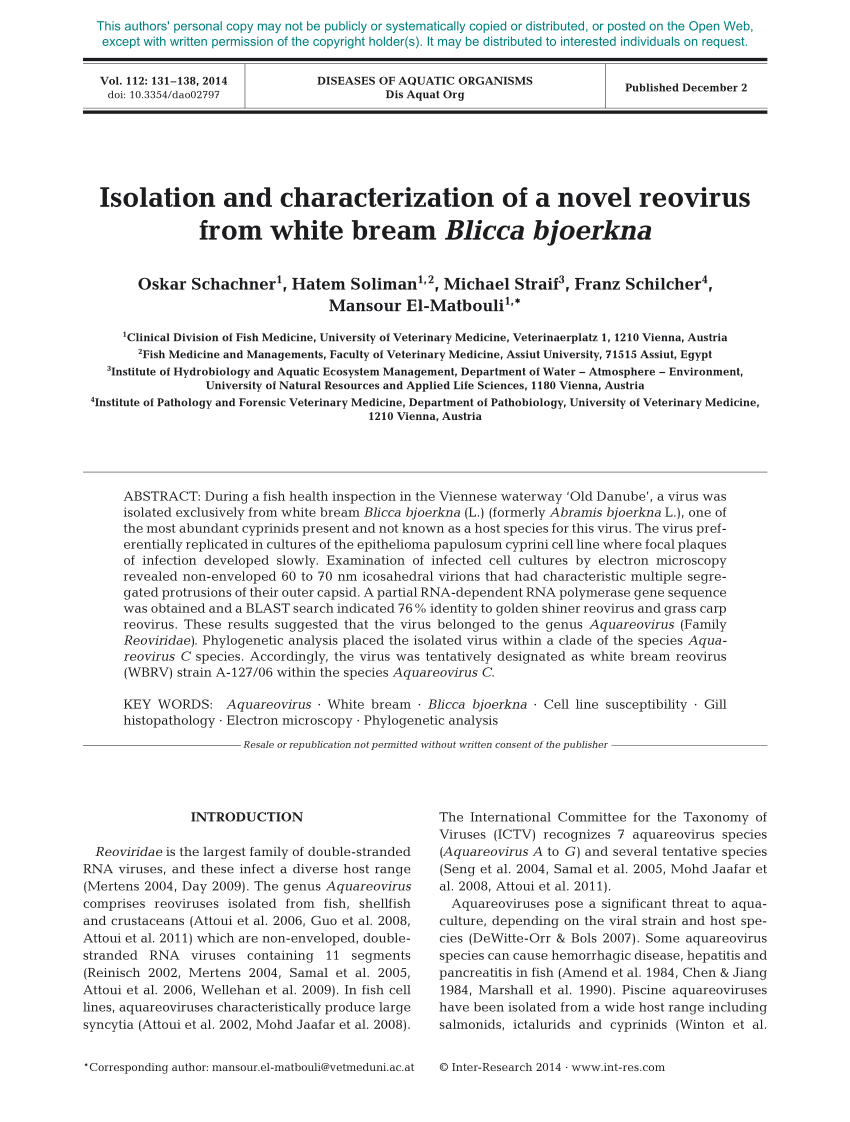 This authors' personal copy may not be publicly or systematically copied or distributed, or posted on the Open Web,
except with written permission of the copyright holder(s). It may be distributed to interested individuals on request.
Vol. 112: 131–138, 2014
doi: 10.3354/dao02797
DISEASES OF AQUATIC ORGANISMS
Dis Aquat Org
Published December 2
Isolation and characterization of a novel reovirus
from white bream Blicca bjoerkna
Oskar Schachner1, Hatem Soliman1,2, Michael Straif3, Franz Schilcher4,
Mansour El-Matbouli1,*
1Clinical Division of Fish Medicine, University of Veterinary Medicine, Veterinaerplatz 1, 1210 Vienna, Austria
2Fish Medicine and Managements, Faculty of Veterinary Medicine, Assiut University, 71515 Assiut, Egypt
3Institute of Hydrobiology and Aquatic Ecosystem Management, Department of Water – Atmosphere – Environment,
University of Natural Resources and Applied Life Sciences, 1180 Vienna, Austria
4Institute of Pathology and Forensic Veterinary Medicine, Department of Pathobiology, University of Veterinary Medicine,
1210 Vienna, Austria
ABSTRACT: During a fish health inspection in the Viennese waterway ‘Old Danube’, a virus was
isolated exclusively from white bream Blicca bjoerkna (L.) (formerly Abramis bjoerkna L.), one of
the most abundant cyprinids present and not known as a host species for this virus. The virus pref-
erentially replicated in cultures of the epithelioma papulosum cyprini cell line where focal plaques
of infection developed slowly. Examination of infected cell cultures by electron microscopy
revealed non-enveloped 60 to 70 nm icosahedral virions that had characteristic multiple segre-
gated protrusions of their outer capsid. A partial RNA-dependent RNA polymerase gene sequence
was obtained and a BLAST search indicated 76% identity to golden shiner reovirus and grass carp
reovirus. These results suggested that the virus belonged to the genus Aquareovirus (Family
Reoviridae). Phylogenetic analysis placed the isolated virus within a clade of the species Aqua-
reovirus C species. Accordingly, the virus was tentatively designated as white bream reovirus
(WBRV) strain A-127/06 within the species Aquareovirus C.
KEY WORDS: Aquareovirus · White bream · Blicca bjoerkna · Cell line susceptibility · Gill
histopathology · Electron microscopy · Phylogenetic analysis
Resale or republication not permitted without written consent of the publisher
INTRODUCTION
Reoviridae is the largest family of double-stranded
RNA viruses, and these infect a diverse host range
(Mertens 2004, Day 2009). The genus Aquareovirus
comprises reoviruses isolated from fish, shellfish
and crustaceans (Attoui et al. 2006, Guo et al. 2008,
Attoui et al. 2011) which are non-enveloped, double-
stranded RNA viruses containing 11 segments
(Reinisch 2002, Mertens 2004, Samal et al. 2005,
Attoui et al. 2006, Wellehan et al. 2009). In fish cell
lines, aquareoviruses characteristically produce large
syncytia (Attoui et al. 2002, Mohd Jaafar et al. 2008).
The International Committee for the Taxonomy of
Viruses (ICTV) recognizes 7 aquareovirus species
(Aquareovirus A to G) and several tentative species
(Seng et al. 2004, Samal et al. 2005, Mohd Jaafar et
al. 2008, Attoui et al. 2011).
Aquareoviruses pose a significant threat to aqua-
culture, depending on the viral strain and host spe-
cies (DeWitte-Orr & Bols 2007). Some aquareovirus
species can cause hemorrhagic disease, hepatitis and
pancreatitis in fish (Amend et al. 1984, Chen & Jiang
1984, Marshall et al. 1990). Piscine aquareoviruses
have been isolated from a wide host range including
salmonids, ictalurids and cyprinids (Winton et al.
*Corresponding author: mansour.el-matbouli@vetmeduni.ac.at
© Inter-Research 2014 · www.int-res.com